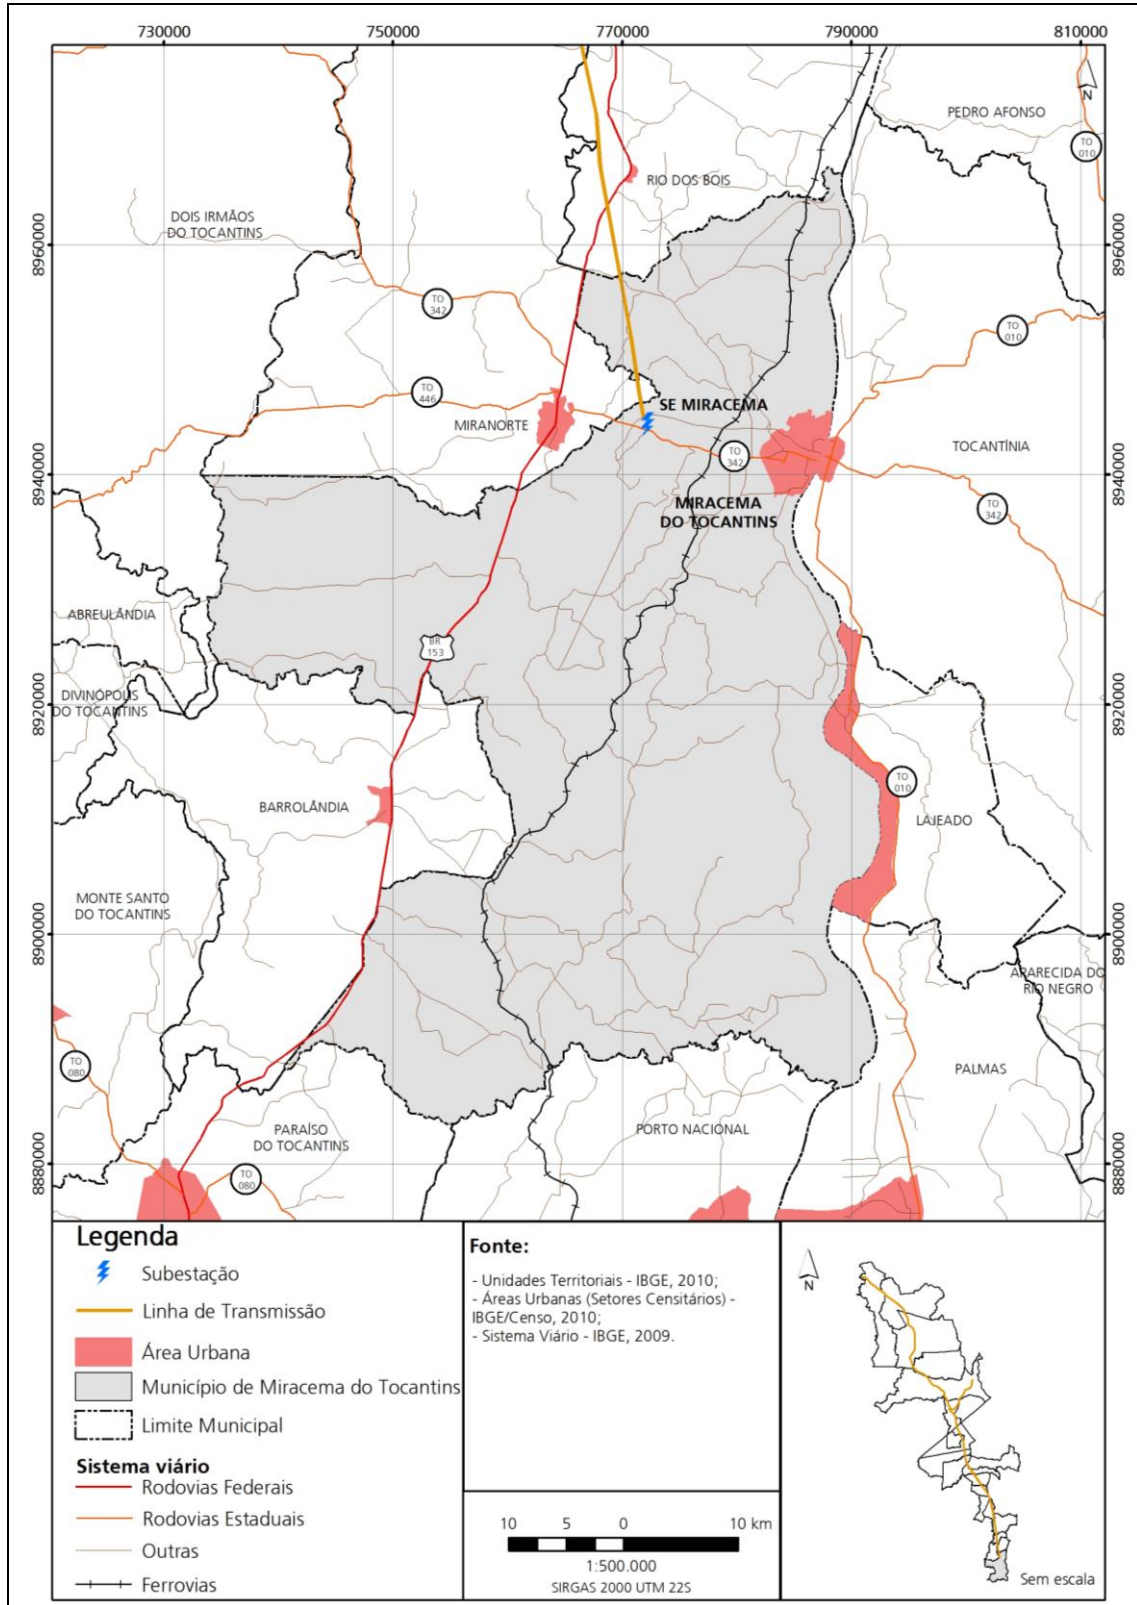 730000
750000
770000
790000
810000
N
PEDRO AFONSO
TO
010
RIO DOS BOIS
DOIS IRMÃOS
DO TOCANTINS
8960000
8960000
TO
342
TO
010
TO
446
SE MIRACEMA
MIRANORTE
TOCANTÍNIA
TO
342
8940000
8940000
MIRACEMA
DO TOCANTINS
TO
342
ABREULÂNDIA
BR
153
DIVINÓPOLIS
DO TOCANTINS
8920000
8920000
TO
010
BARROLÂNDIA
LAJEADO
MONTE SANTO
DO TOCANTINS
8900000
8900000
APARECIDA DO
RIO NEGRO
TO
080
PALMAS
PARAÍSO
DO TOCANTINS
PORTO NACIONAL
8880000
8880000
TO
080
Legenda
Subestação
Linha de Transmissão
Área Urbana
Município de Miracema do Tocantins
Limite Municipal
Sistema viário
Rodovias Federais
Rodovias Estaduais
Outras
Ferrovias
Fonte:
- Unidades Territoriais - IBGE, 2010;
- Áreas Urbanas (Setores Censitários) -
IBGE/Censo, 2010;
- Sistema Viário - IBGE, 2009.
10 5 0 10 km
1:500.000
SIRGAS 2000 UTM 22S
N
Sem escala